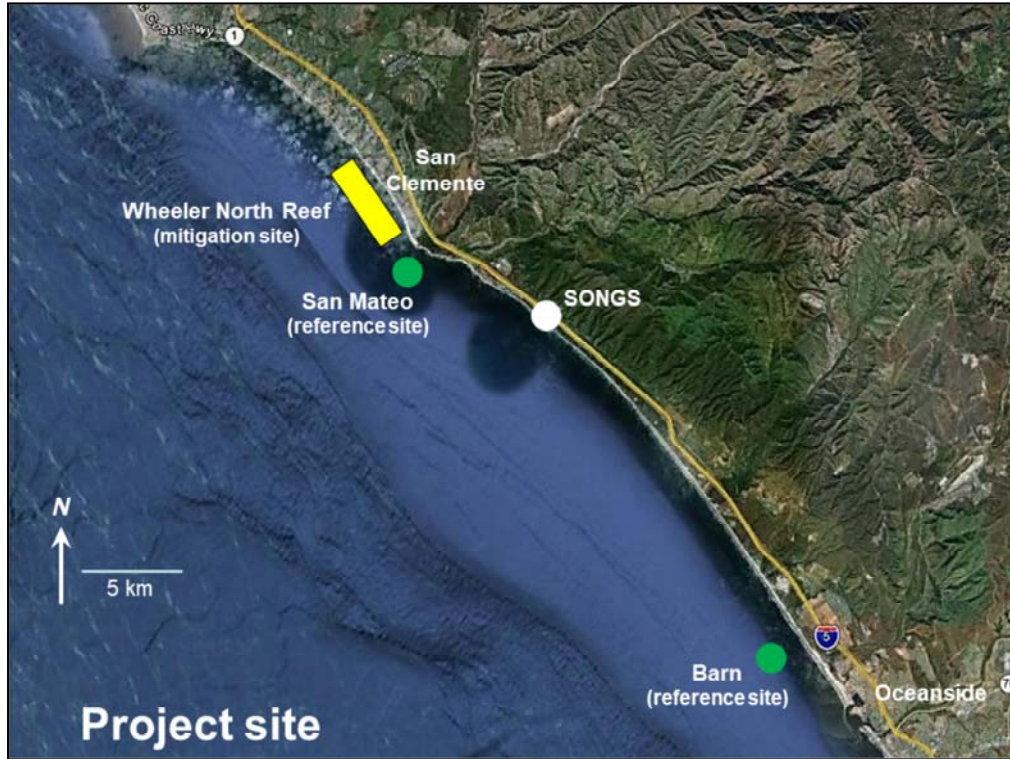 Coast Hwy
1
San
Clemente
Wheeler North Reef
(mitigation site)
San Mateo
(reference site)
SONGS
N
5 km
5
Barn
(reference site)
Oceanside
7
Project site